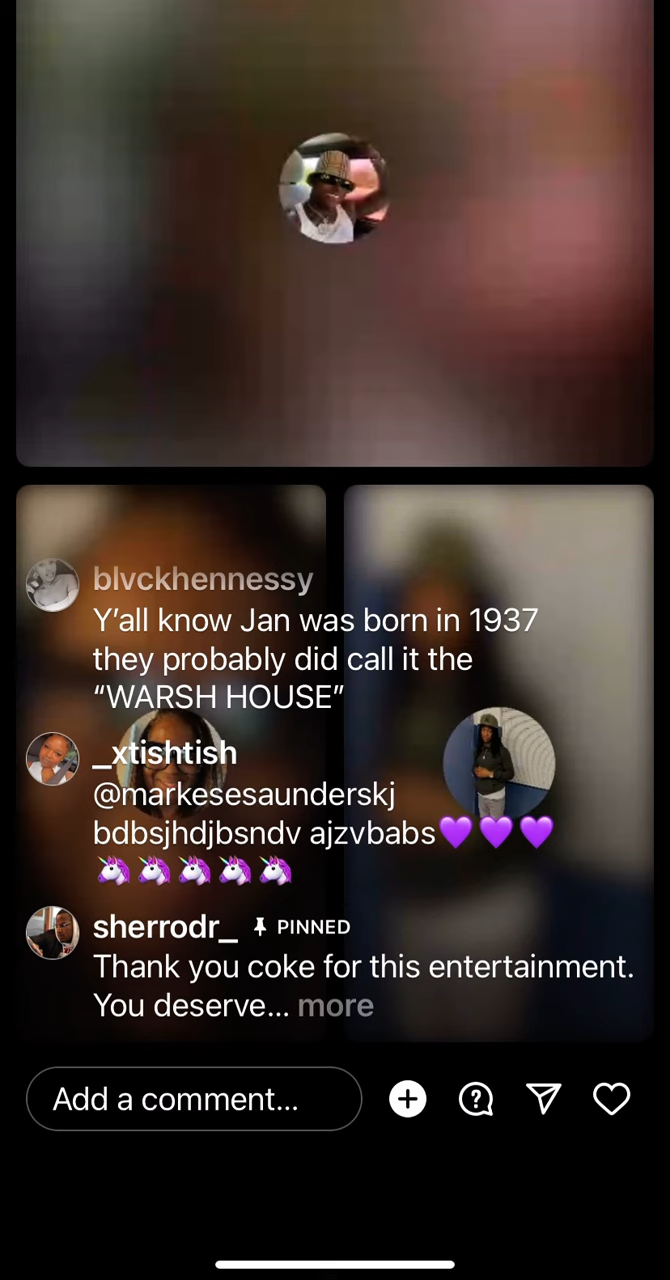 blvckhennessy
Y’all know Jan was born in 1937
they probably did call it the
“WARSH HOUSE”
_xtishtish
@markesesaunderskj
bdbsjhdjbsndv ajzvbabs💜💜💜
🦄🦄🦄🦄🦄
sherrodr_ PINNED
Thank you coke for this entertainment.
You deserve... more
Add a comment...